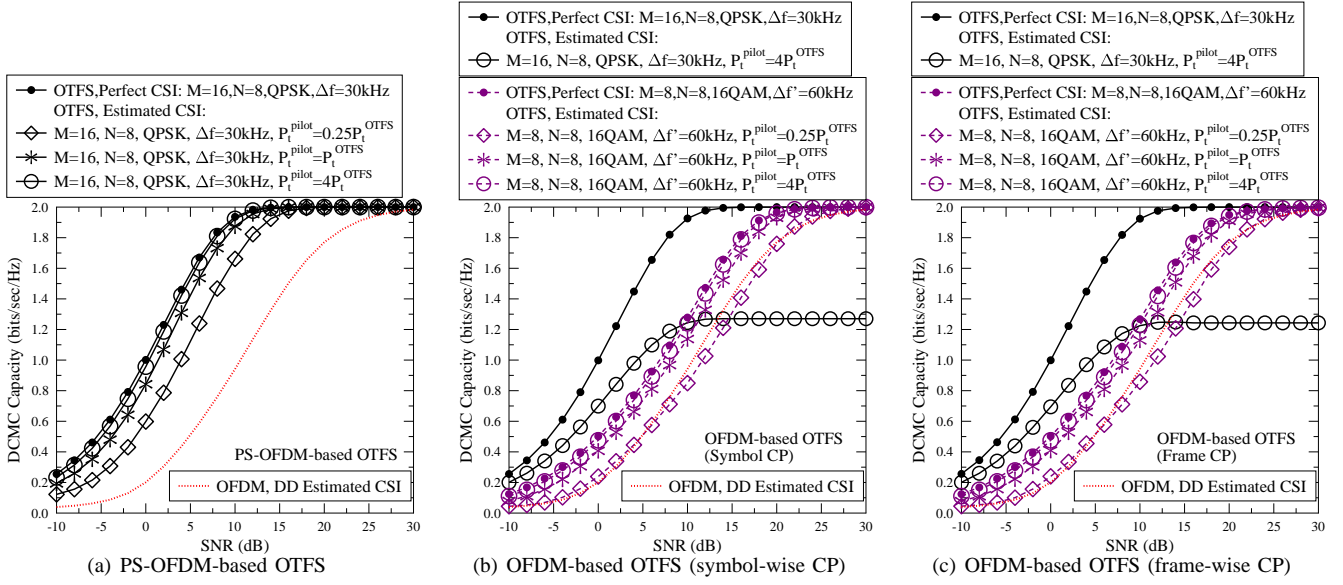 OTFS,Perfect CSI: M=16,N=8,QPSK,Δf=30kHz
OTFS, Estimated CSI:
M=16, N=8, QPSK, Δf=30kHz, P_t^pilot=0.25P_t^OTFS
M=16, N=8, QPSK, Δf=30kHz, P_t^pilot=P_t^OTFS
M=16, N=8, QPSK, Δf=30kHz, P_t^pilot=4P_t^OTFS
DCMC Capacity (bits/sec/Hz)
2.0
1.8
1.6
1.4
1.2
1.0
0.8
0.6
0.4
0.2
0.0
PS-OFDM-based OTFS
OFDM, DD Estimated CSI
-10 -5 0 5 10 15 20 25 30
SNR (dB)
(a) PS-OFDM-based OTFS
OTFS,Perfect CSI: M=16,N=8,QPSK,Δf=30kHz
OTFS, Estimated CSI:
M=16, N=8, QPSK, Δf=30kHz, P_t^pilot=4P_t^OTFS
OTFS,Perfect CSI: M=8,N=8,16QAM,Δf'=60kHz
OTFS, Estimated CSI:
M=8, N=8, 16QAM, Δf'=60kHz, P_t^pilot=0.25P_t^OTFS
M=8, N=8, 16QAM, Δf'=60kHz, P_t^pilot=P_t^OTFS
M=8, N=8, 16QAM, Δf'=60kHz, P_t^pilot=4P_t^OTFS
DCMC Capacity (bits/sec/Hz)
2.0
1.8
1.6
1.4
1.2
1.0
0.8
0.6
0.4
0.2
0.0
OFDM-based OTFS
(Symbol CP)
OFDM, DD Estimated CSI
-10 -5 0 5 10 15 20 25 30
SNR (dB)
(b) OFDM-based OTFS (symbol-wise CP)
OTFS,Perfect CSI: M=16,N=8,QPSK,Δf=30kHz
OTFS, Estimated CSI:
M=16, N=8, QPSK, Δf=30kHz, P_t^pilot=4P_t^OTFS
OTFS,Perfect CSI: M=8,N=8,16QAM,Δf'=60kHz
OTFS, Estimated CSI:
M=8, N=8, 16QAM, Δf'=60kHz, P_t^pilot=0.25P_t^OTFS
M=8, N=8, 16QAM, Δf'=60kHz, P_t^pilot=P_t^OTFS
M=8, N=8, 16QAM, Δf'=60kHz, P_t^pilot=4P_t^OTFS
DCMC Capacity (bits/sec/Hz)
2.0
1.8
1.6
1.4
1.2
1.0
0.8
0.6
0.4
0.2
0.0
OFDM-based OTFS
(Frame CP)
OFDM, DD Estimated CSI
-10 -5 0 5 10 15 20 25 30
SNR (dB)
(c) OFDM-based OTFS (frame-wise CP)